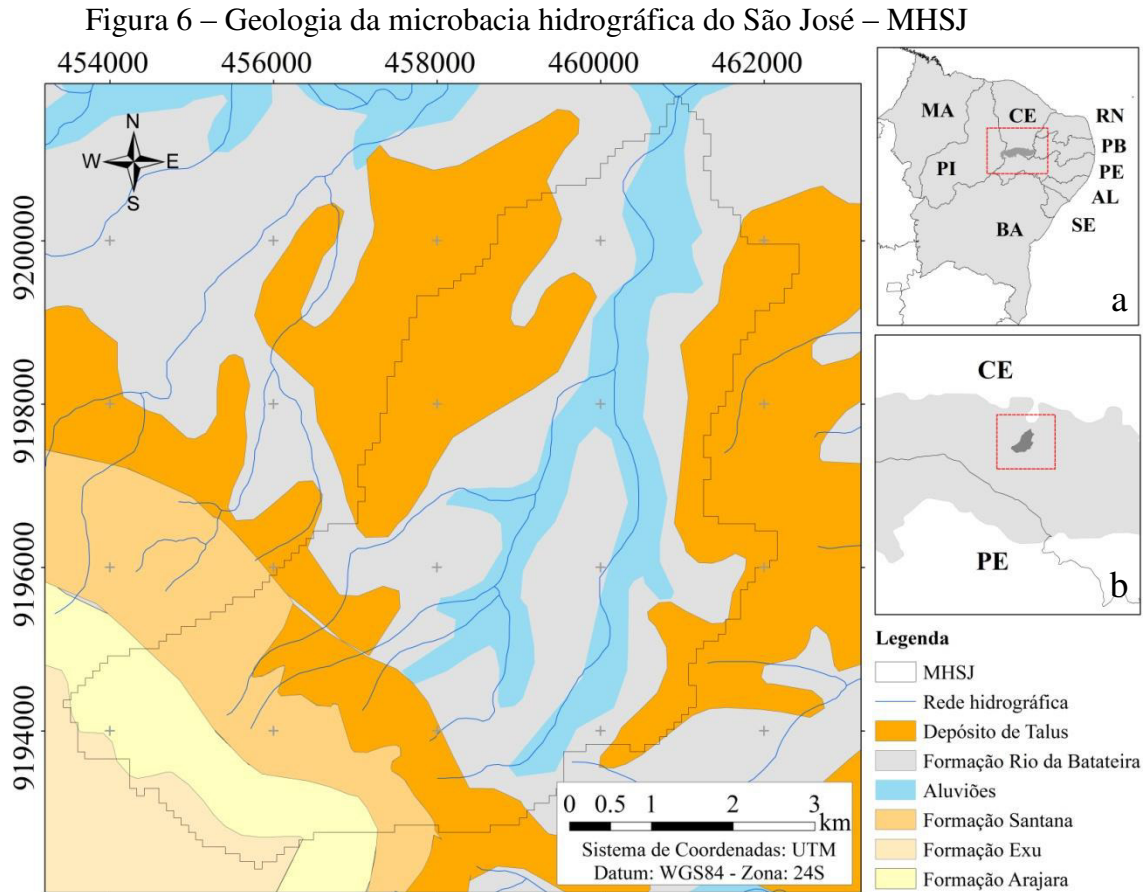 Figura 6 – Geologia da microbacia hidrográfica do São José – MHSJ
454000 456000 458000 460000 462000
N
W E
S
9200000
9198000
9196000
9194000
MA CE RN
PB
PI PE
AL
SE
BA
a
CE
PE
b
Legenda
MHSJ
Rede hidrográfica
Depósito de Talus
Formação Rio da Batateira
Aluviões
Formação Santana
Formação Exu
Formação Arajara
0 0.5 1 2 3
km
Sistema de Coordenadas: UTM
Datum: WGS84 - Zona: 24S